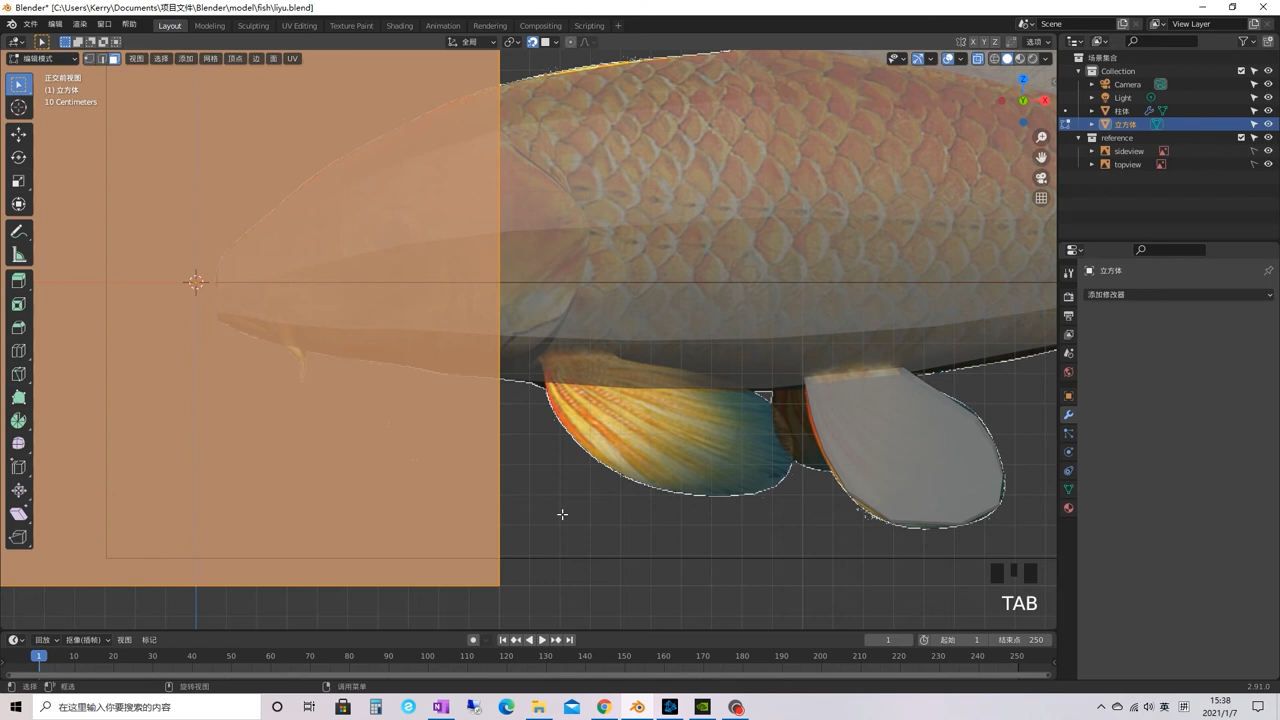 Blender* [C:\Users\Kerry\Documents\项目文件\Blender\model\fish\liyu.blend]
文件 编辑 渲染 窗口 帮助 Layout Modeling Sculpting UV Editing Texture Paint Shading Animation Rendering Compositing Scripting + Scene View Layer
全局 X Y Z 选项
编辑模式 视图 选择 添加 网格 顶点 边 面 UV
正交前视图
(1) 立方体
10 Centimeters
Z
Y
X
场景集合
Collection
Camera
Light
柱体
立方体
reference
sideview
topview
立方体
添加修改器
TAB
回放 抠像(插帧) 视图 标记 1 起始 1 结束点 250
1 10 20 30 40 50 60 70 80 90 100 110 120 130 140 150 160 170 180 190 200 210 220 230 240 250
选择 框选 旋转视图 调用菜单 2.91.0
在这里输入你要搜索的内容 英 拼 15:38
2021/1/7